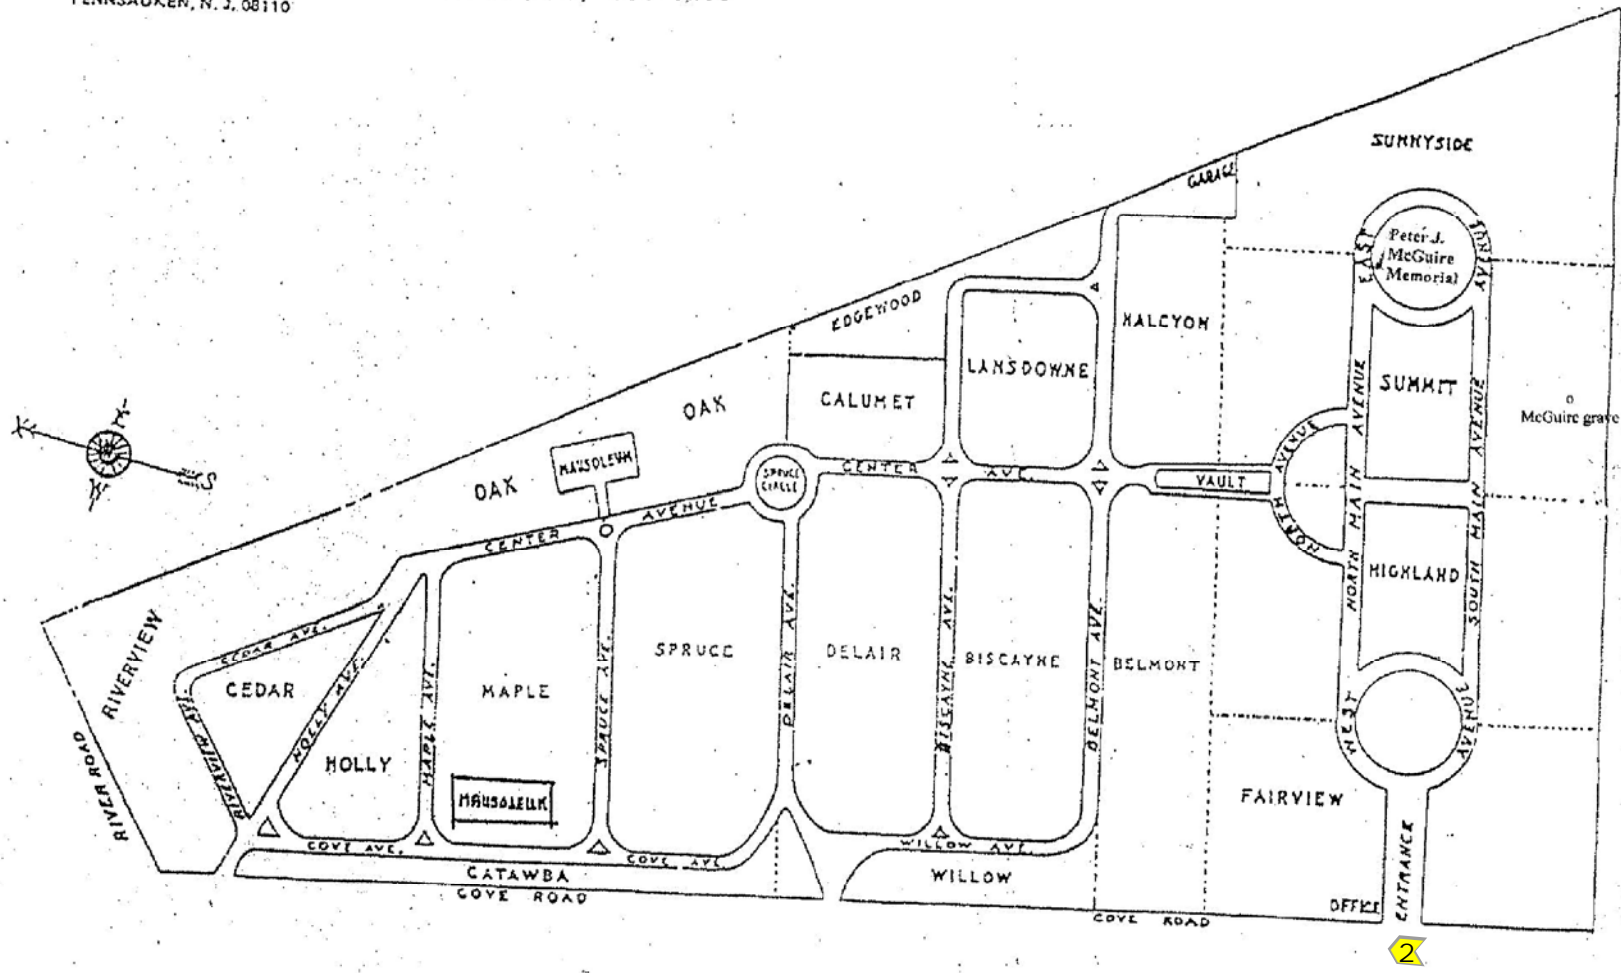 PENNSAUKEN, N. J. 08110
SUNNYSIDE
GARAGE
EAST
AVENUE
Peter J.
McGuire
Memorial
EDGEWOOD
HALCYON
LANSDOWNE
CALUMET
SUMMIT
McGuire grave
OAK
OAK
MAUSOLEUM
SPRUCE
CIRCLE
CENTER AVE.
VAULT
NORTH AVENUE
NORTH MAIN AVENUE
SOUTH MAIN AVENUE
CENTER AVENUE
HIGHLAND
RIVERVIEW
CEDAR AVE.
CEDAR
RIVERVIEW AVE.
HOLLY AVE.
HOLLY
MAPLE AVE.
MAPLE
SPRUCE AVE.
SPRUCE
DELAIR AVE.
DELAIR
BISCAYNE AVE.
BISCAYNE
BELMONT AVE.
BELMONT
WEST
AVENUE
RIVER ROAD
MAUSOLEUM
FAIRVIEW
COVE AVE.
COVE AVE.
WILLOW AVE.
CATAWBA
WILLOW
COVE ROAD
COVE ROAD
OFFICE
ENTRANCE
2